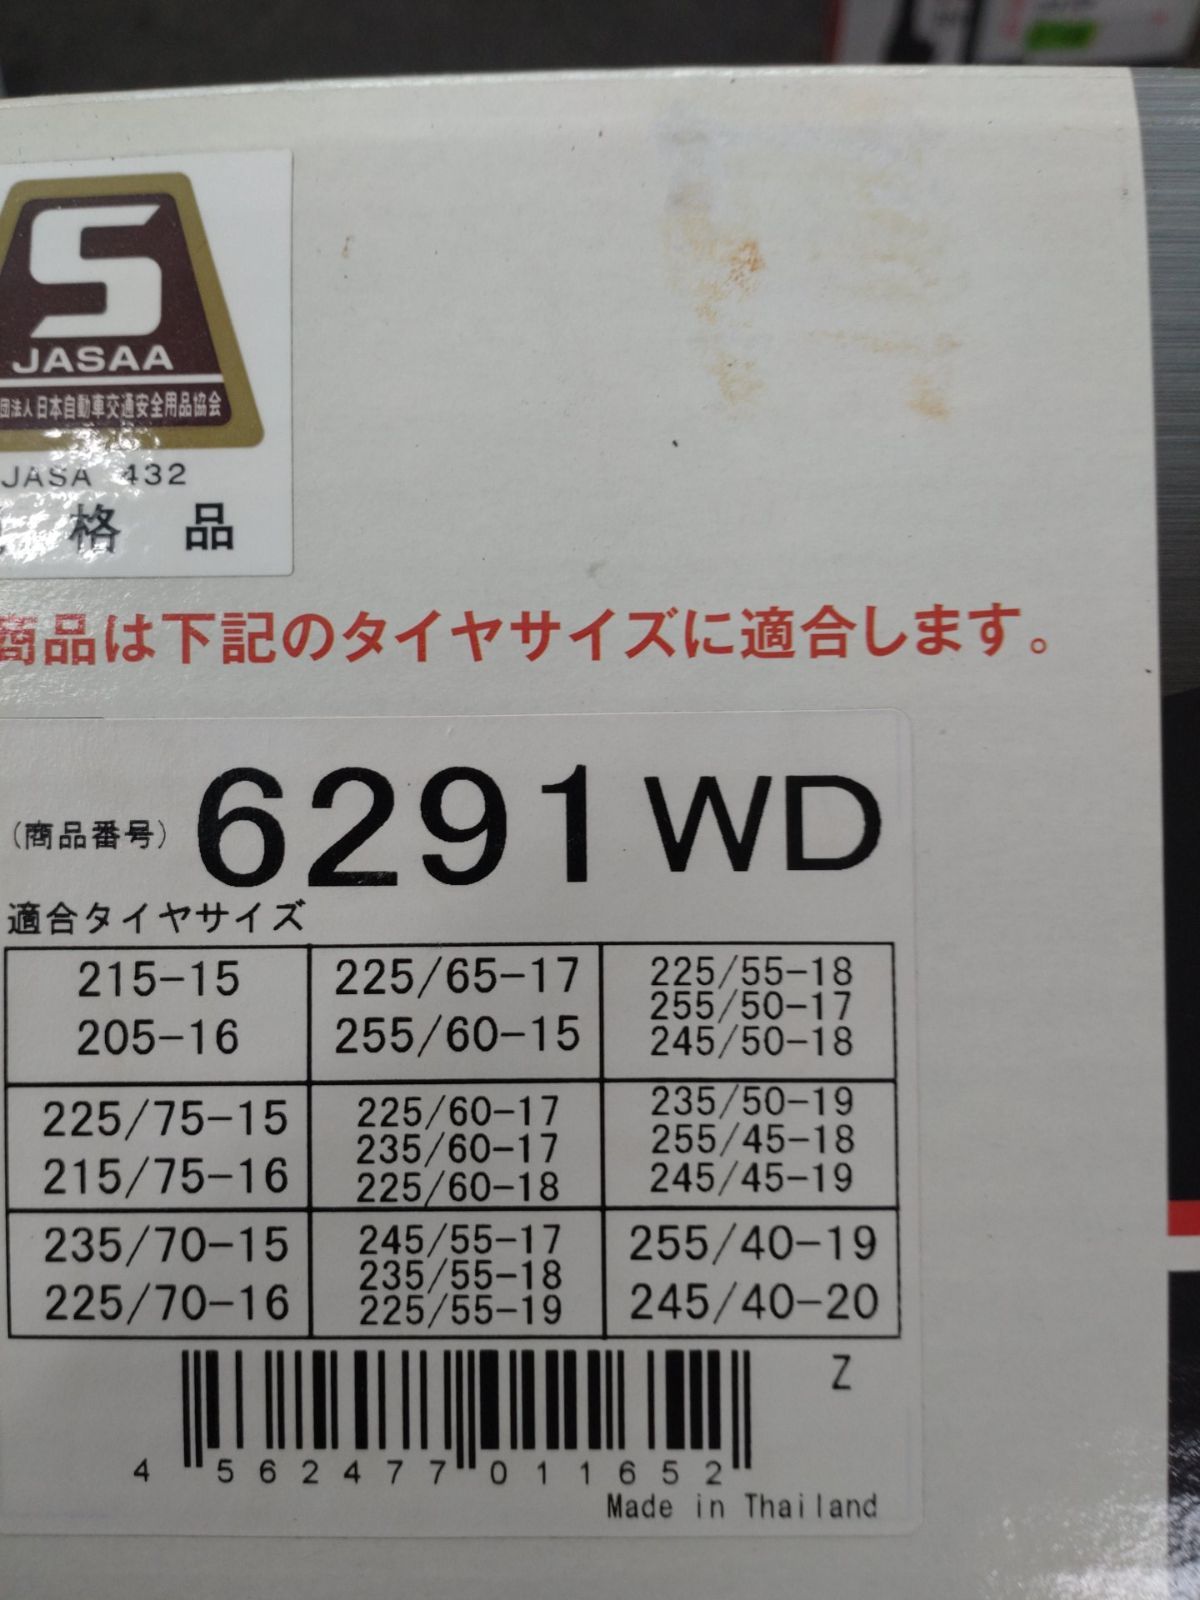 S
JASAA
団法人 日本自動車交通安全用品協会
JASA 432
格 品
商品は下記のタイヤサイズに適合します。
(商品番号) 6291WD
適合タイヤサイズ
215-15 225/65-17 225/55-18
205-16 255/60-15 255/50-17
245/50-18
225/75-15 225/60-17 235/50-19
215/75-16 235/60-17 255/45-18
225/60-18 245/45-19
235/70-15 245/55-17 255/40-19
225/70-16 235/55-18 245/40-20
225/55-19
Z
4 562477 011652
Made in Thailand